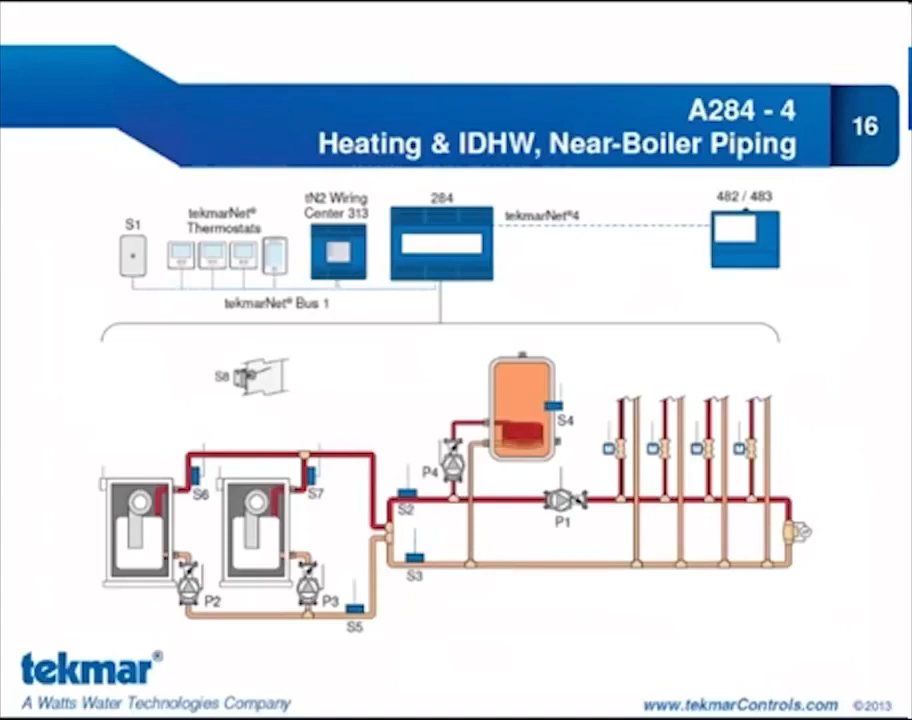 A284 - 4
Heating & IDHW, Near-Boiler Piping
16
S1
tekmarNet® Thermostats
tN2 Wiring Center 313
284
tekmarNet®4
482 / 483
tekmarNet® Bus 1
S8
S4
P4
S6
S7
S2
P1
S3
P2
P3
S5
tekmar®
A Watts Water Technologies Company
www.tekmarControls.com ©2013